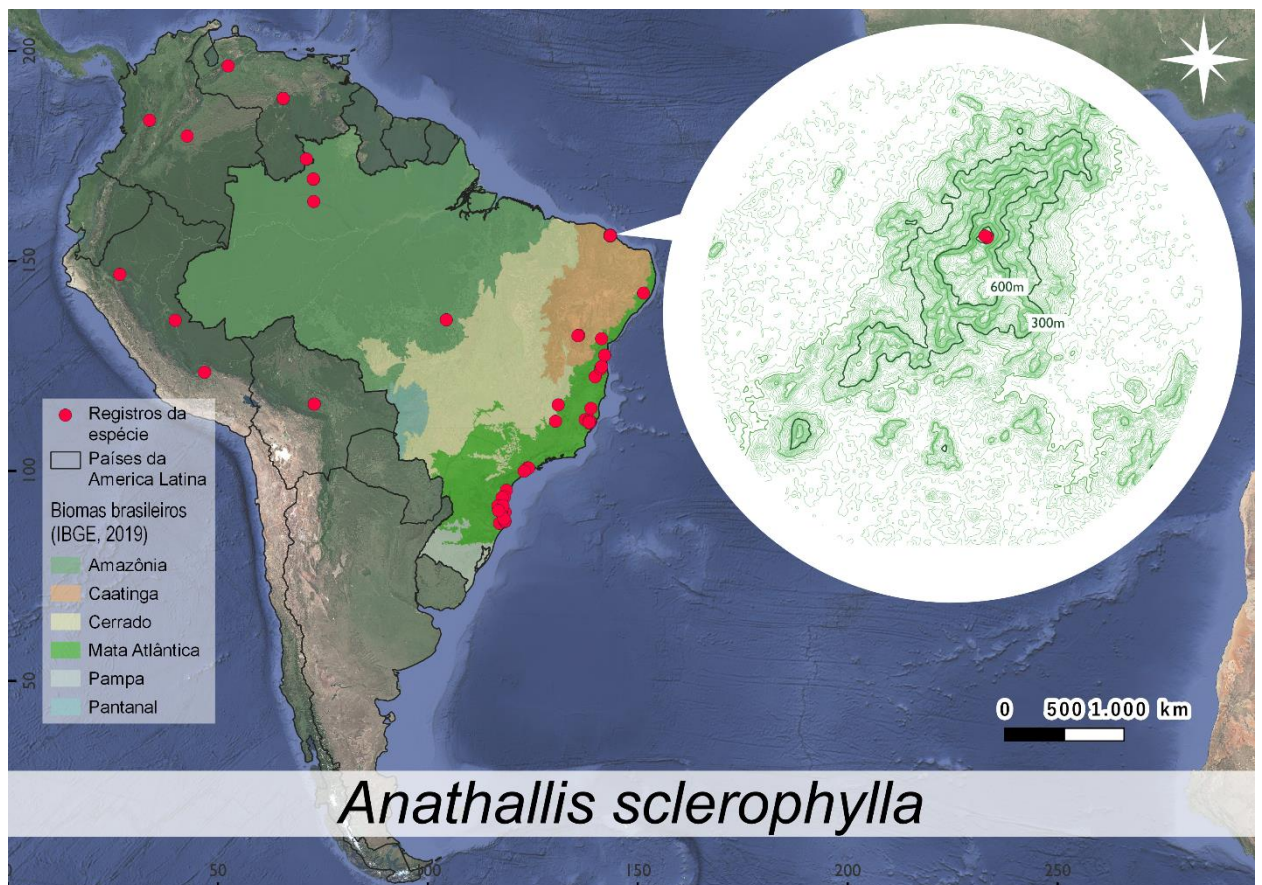 200
150
100
50
600m
300m
Registros da
espécie
Países da
America Latina
Biomas brasileiros
(IBGE, 2019)
Amazônia
Caatinga
Cerrado
Mata Atlântica
Pampa
Pantanal
0 500 1.000 km
Anathallis sclerophylla
50 100 150 200 250